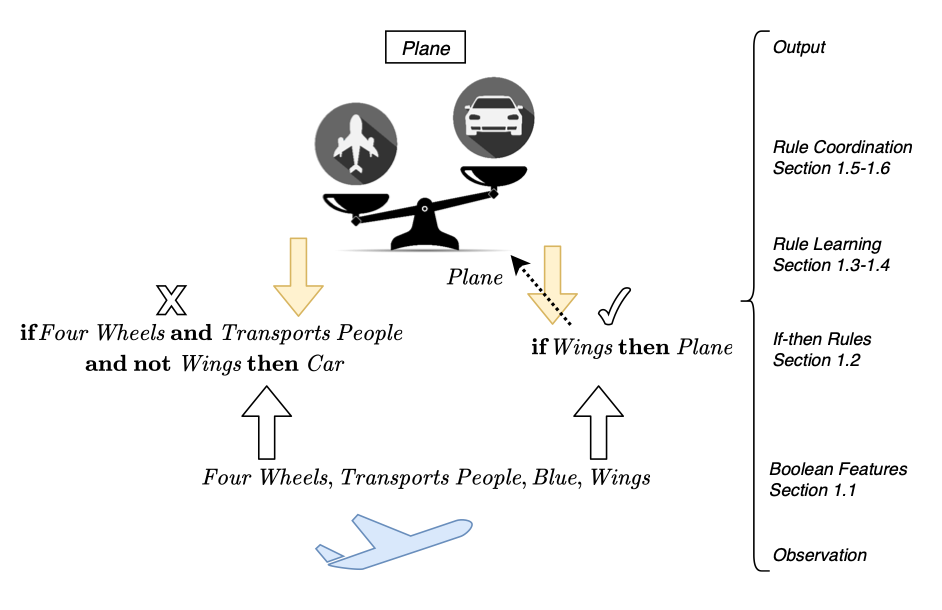 Plane
Output
Rule Coordination
Section 1.5-1.6
Rule Learning
Section 1.3-1.4
Plane
if Four Wheels and Transports People
and not Wings then Car
if Wings then Plane
If-then Rules
Section 1.2
Four Wheels, Transports People, Blue, Wings
Boolean Features
Section 1.1
Observation